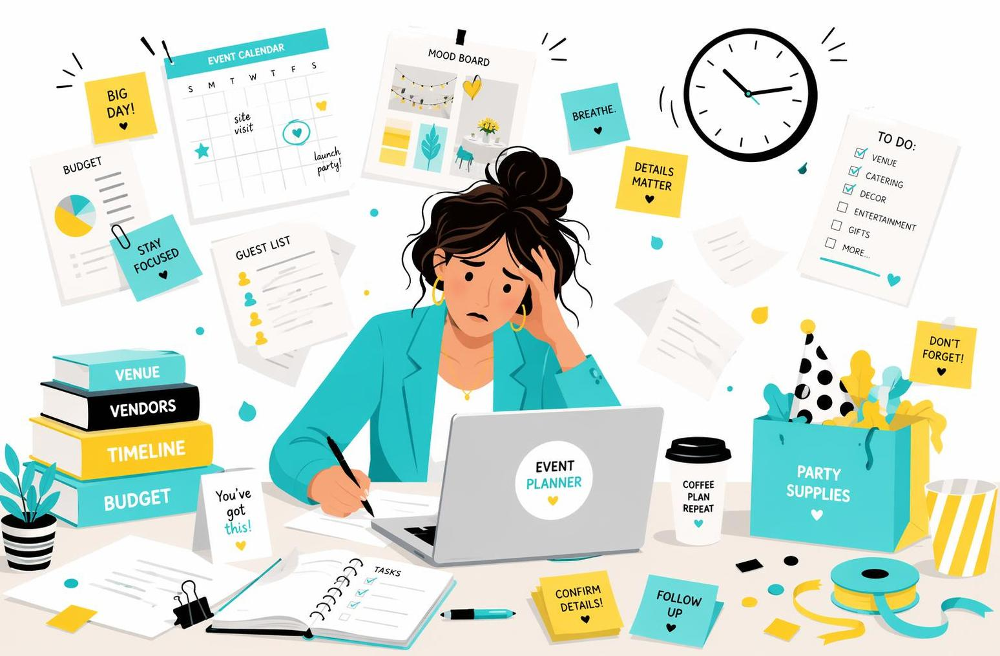 BIG
DAY!
EVENT CALENDAR
S M T W T F S
site
visit
launch
party!
MOOD BOARD
BREATHE.
DETAILS
MATTER
TO DO:
VENUE
CATERING
DECOR
ENTERTAINMENT
GIFTS
MORE...
BUDGET
STAY
FOCUSED
GUEST LIST
DON'T
FORGET!
VENUE
VENDORS
TIMELINE
BUDGET
You've
got
this!
EVENT
PLANNER
COFFEE
PLAN
REPEAT
PARTY
SUPPLIES
TASKS
CONFIRM
DETAILS!
FOLLOW
UP